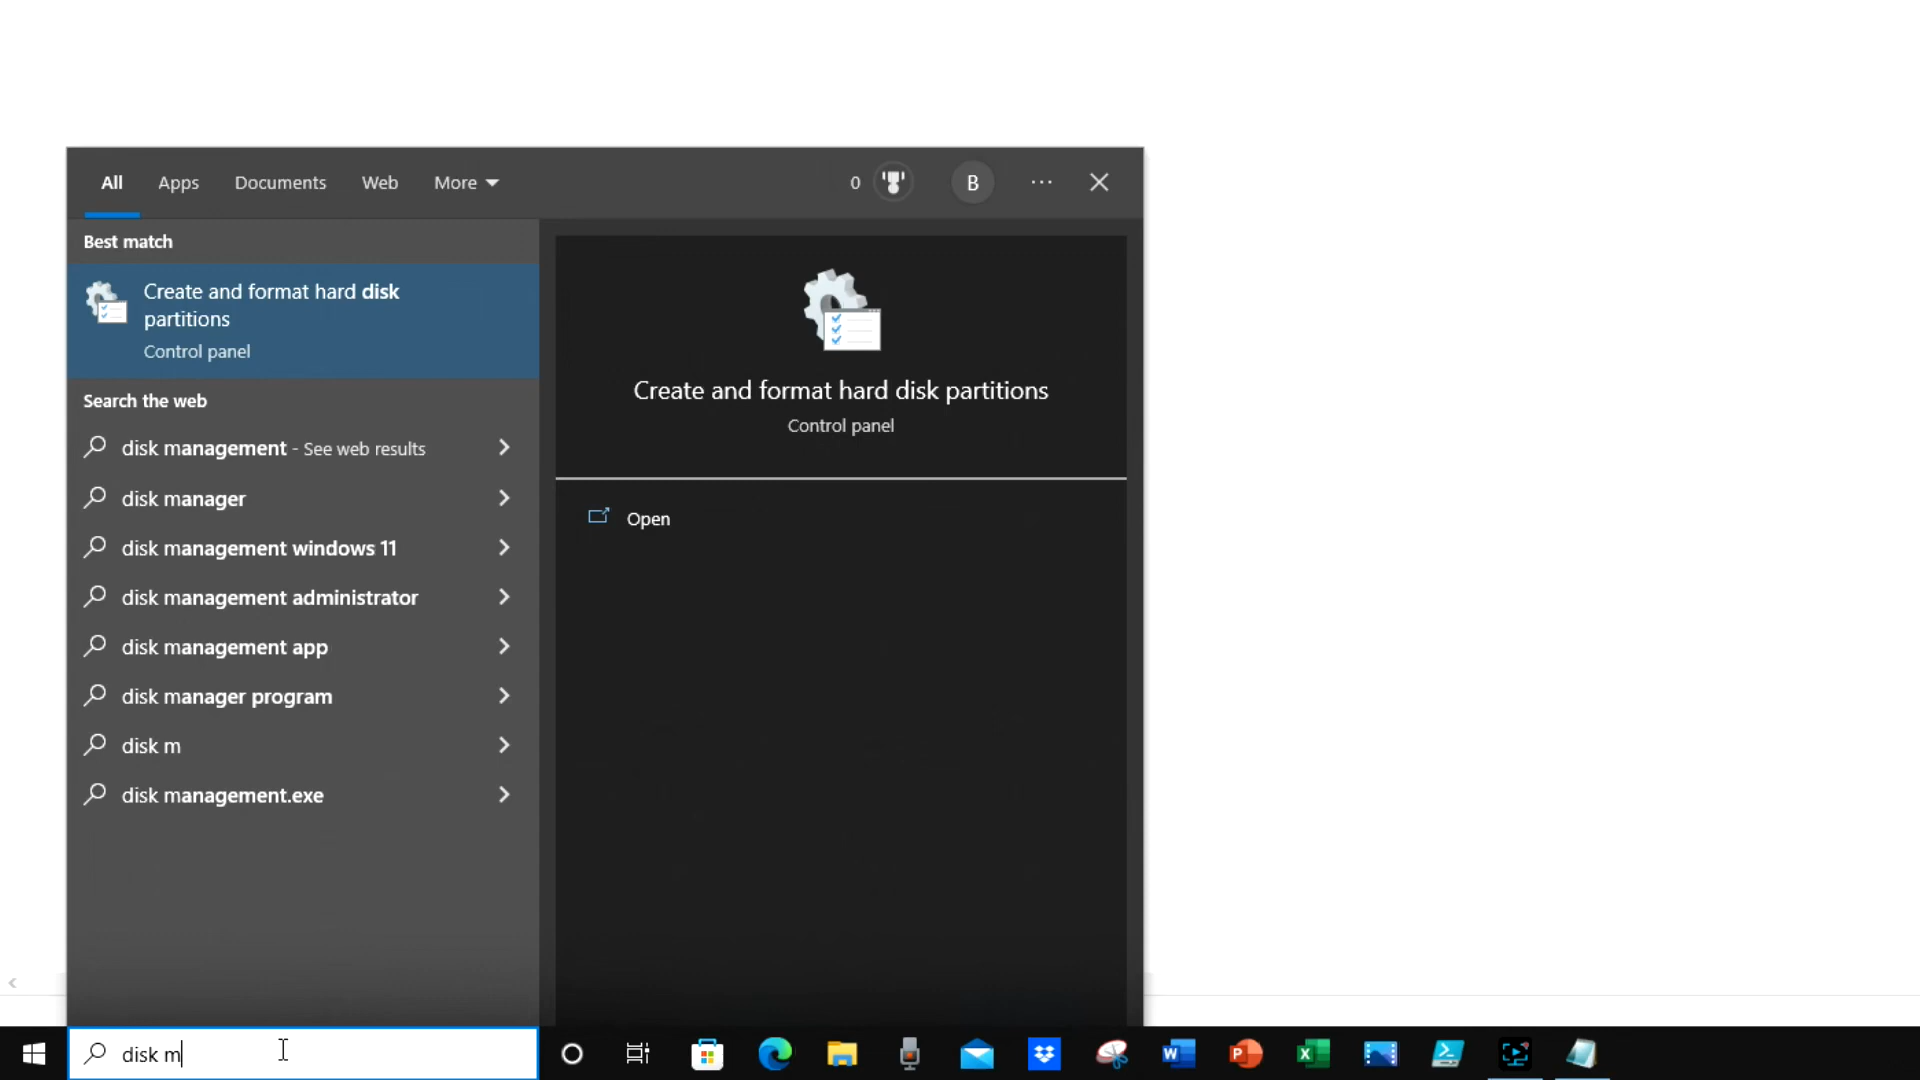 All Apps Documents Web More 0 B ...
Best match
Create and format hard disk
partitions
Control panel
Search the web
disk management - See web results
disk manager
disk management windows 11
disk management administrator
disk management app
disk manager program
disk m
disk management.exe
Create and format hard disk partitions
Control panel
Open
disk m